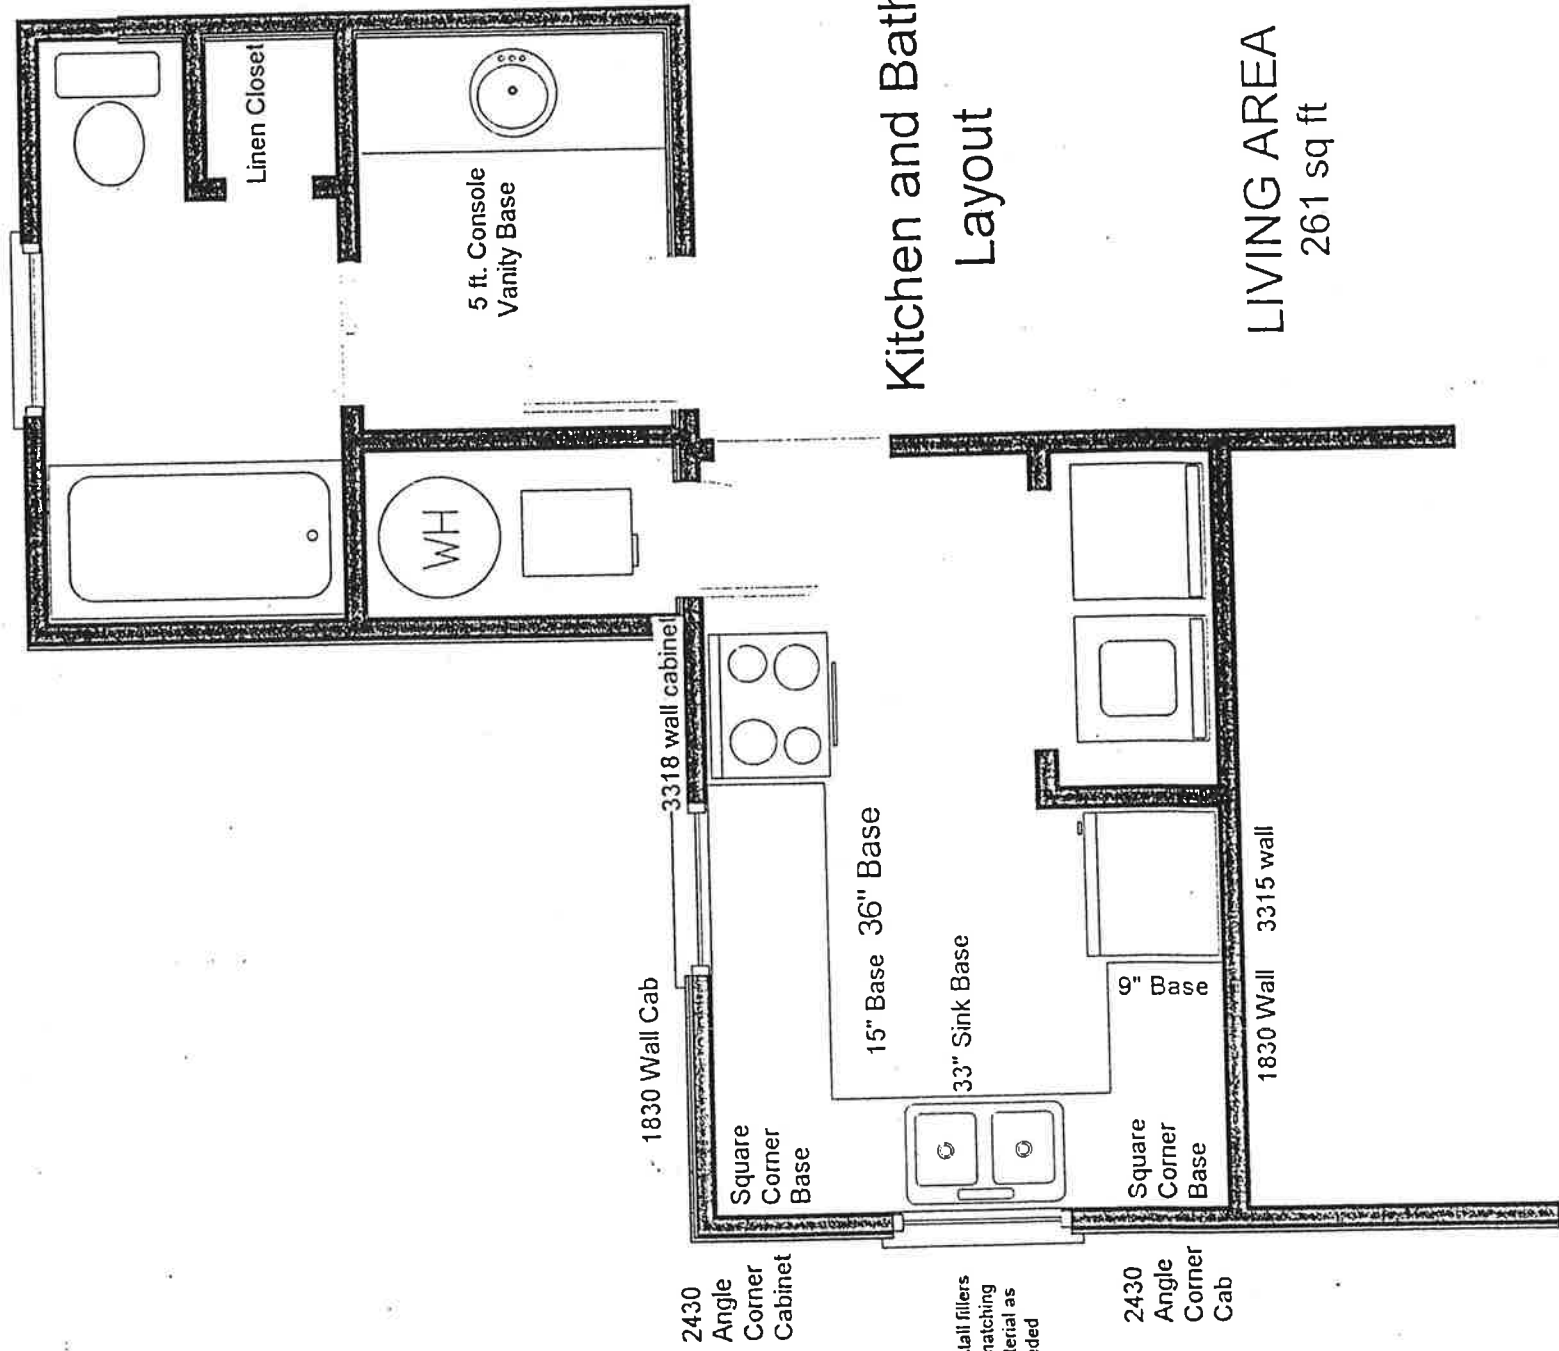 Linen Closet
5 ft. Console
Vanity Base
Kitchen and Bath
Layout
LIVING AREA
261 sq ft
WH
3318 wall cabinet
1830 Wall Cab
15" Base 36" Base
33" Sink Base
9" Base
1830 Wall 3315 wall
Square
Corner
Base
Square
Corner
Base
2430
Angle
Corner
Cabinet
fillers
as
2430
Angle
Corner
Cab